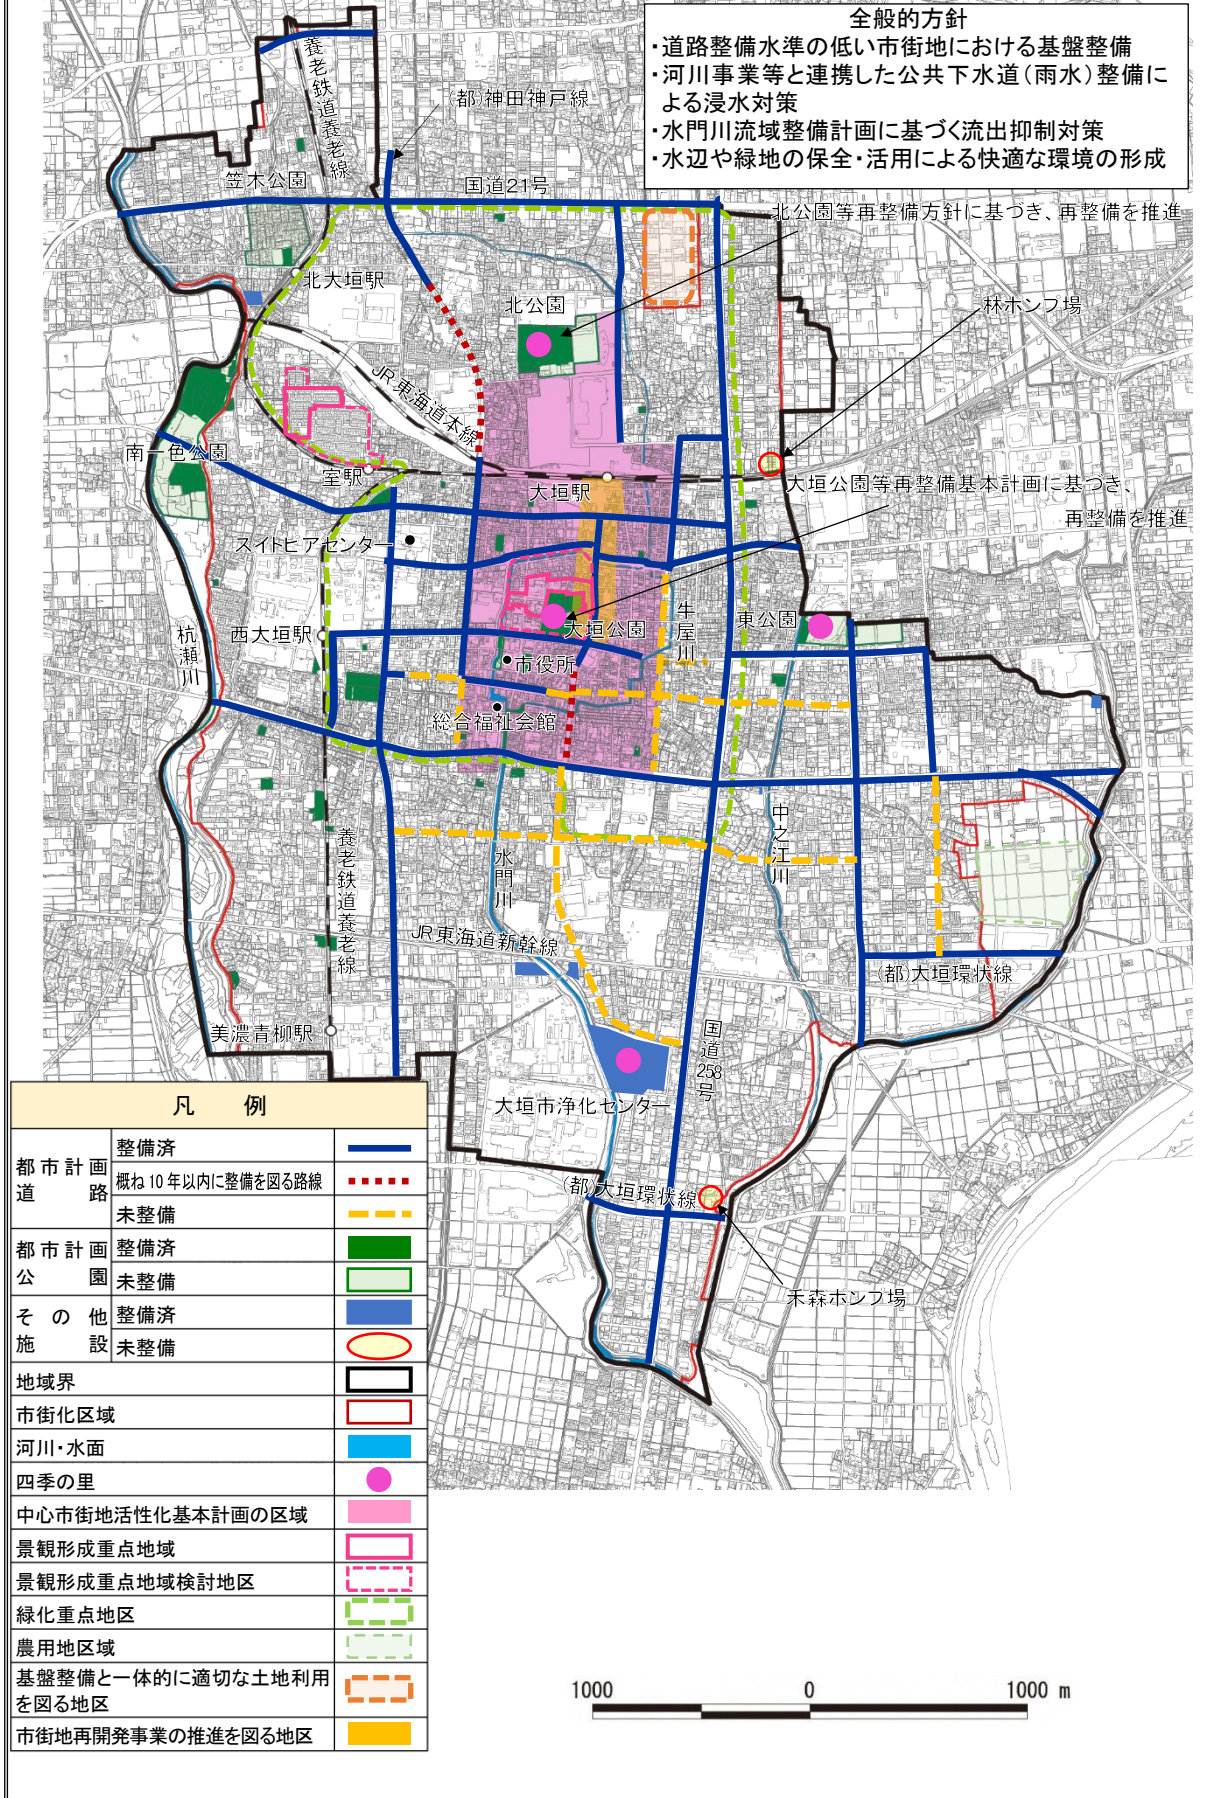 全般的方針
・道路整備水準の低い市街地における基盤整備
・河川事業等と連携した公共下水道（雨水）整備に
よる浸水対策
・水門川流域整備計画に基づく流出抑制対策
・水辺や緑地の保全・活用による快適な環境の形成
養老鉄道養老線
(都)神田神戸線
笠木公園
国道21号
北公園等再整備方針に基づき、再整備を推進
北大垣駅
北公園
林ポンプ場
JR東海道本線
南一色公園
室駅
大垣駅
大垣公園等再整備基本計画に基づき、
再整備を推進
スイトピアセンター
杭瀬川
西大垣駅
大垣公園
牛屋川
東公園
市役所
総合福祉会館
養老鉄道養老線
水門川
中之江川
JR東海道新幹線
(都)大垣環状線
美濃青柳駅
国道258号
大垣市浄化センター
(都)大垣環状線
禾森ポンプ場
凡 例
都市計画道路
整備済
概ね10年以内に整備を図る路線
未整備
都市計画公園
整備済
未整備
その他施設
整備済
未整備
地域界
市街化区域
河川・水面
四季の里
中心市街地活性化基本計画の区域
景観形成重点地域
景観形成重点地域検討地区
緑化重点地区
農用地区域
基盤整備と一体的に適切な土地利用
を図る地区
市街地再開発事業の推進を図る地区
1000 0 1000 m